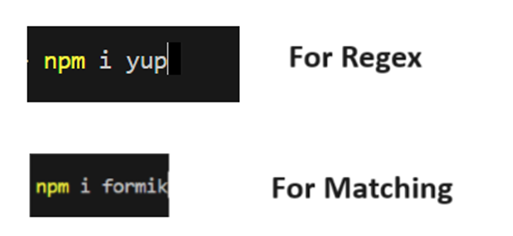 npm i yup
For Regex
npm i formik
For Matching